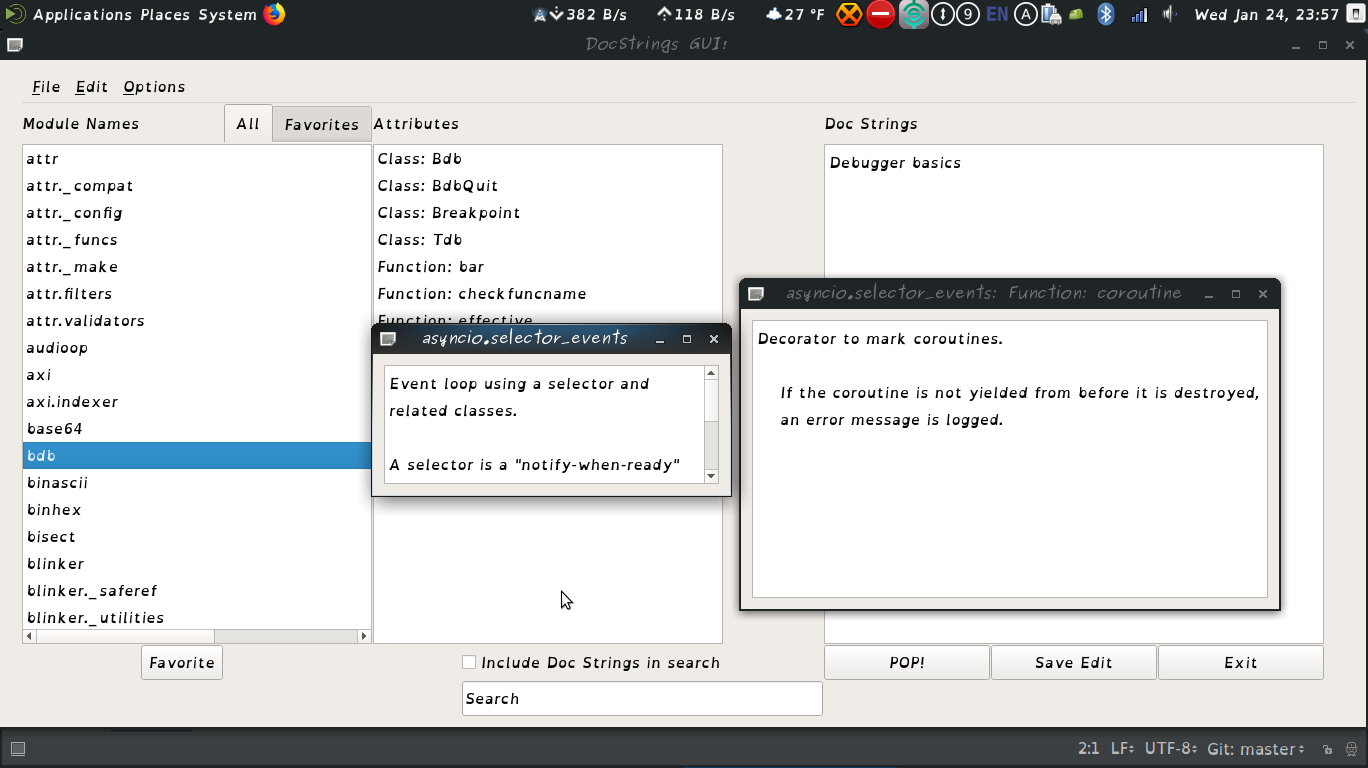 Applications Places System
382 B/s 118 B/s 27 °F 9 EN A Wed Jan 24, 23:57
DocStrings GUI!
File Edit Options
Module Names
All
Favorites
Attributes
Doc Strings
attr
attr._compat
attr._config
attr._funcs
attr._make
attr.filters
attr.validators
audioop
axi
axi.indexer
base64
bdb
binascii
binhex
bisect
blinker
blinker._saferef
blinker._utilities
Class: Bdb
Class: BdbQuit
Class: Breakpoint
Class: Tdb
Function: bar
Function: checkfuncname
Function: effective
Debugger basics
asyncio.selector_events
Event loop using a selector and
related classes.
A selector is a "notify-when-ready"
asyncio.selector_events: Function: coroutine
Decorator to mark coroutines.
If the coroutine is not yielded from before it is destroyed,
an error message is logged.
Favorite
Include Doc Strings in search
Search
POP!
Save Edit
Exit
2:1 LF UTF-8 Git: master